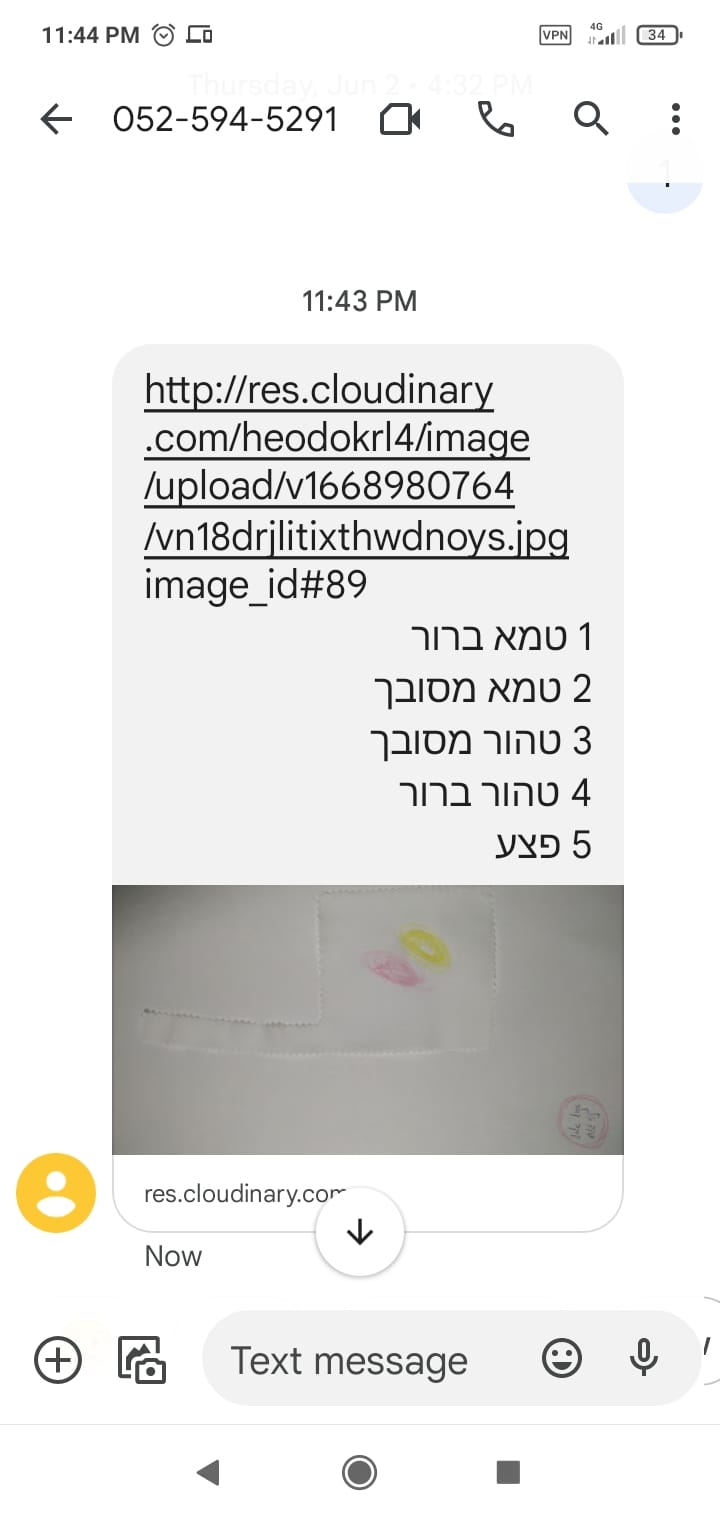 11:44 PM
VPN
4G
34
Thursday, Jun 2 • 4:32 PM
052-594-5291
1
11:43 PM
http://res.cloudinary
.com/heodokrl4/image
/upload/v1668980764
/vn18drjlitixthwdnoys.jpg
image_id#89
1 טמא ברור
2 טמא מסובך
3 טהור מסובך
4 טהור ברור
5 פצע
res.cloudinary.com
Now
Text message